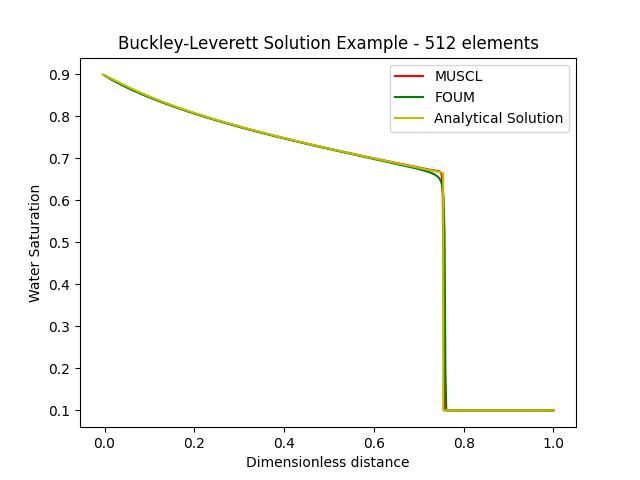 Buckley-Leverett Solution Example - 512 elements
MUSCL
FOUM
Analytical Solution
Water Saturation
0.9
0.8
0.7
0.6
0.5
0.4
0.3
0.2
0.1
0.0 0.2 0.4 0.6 0.8 1.0
Dimensionless distance